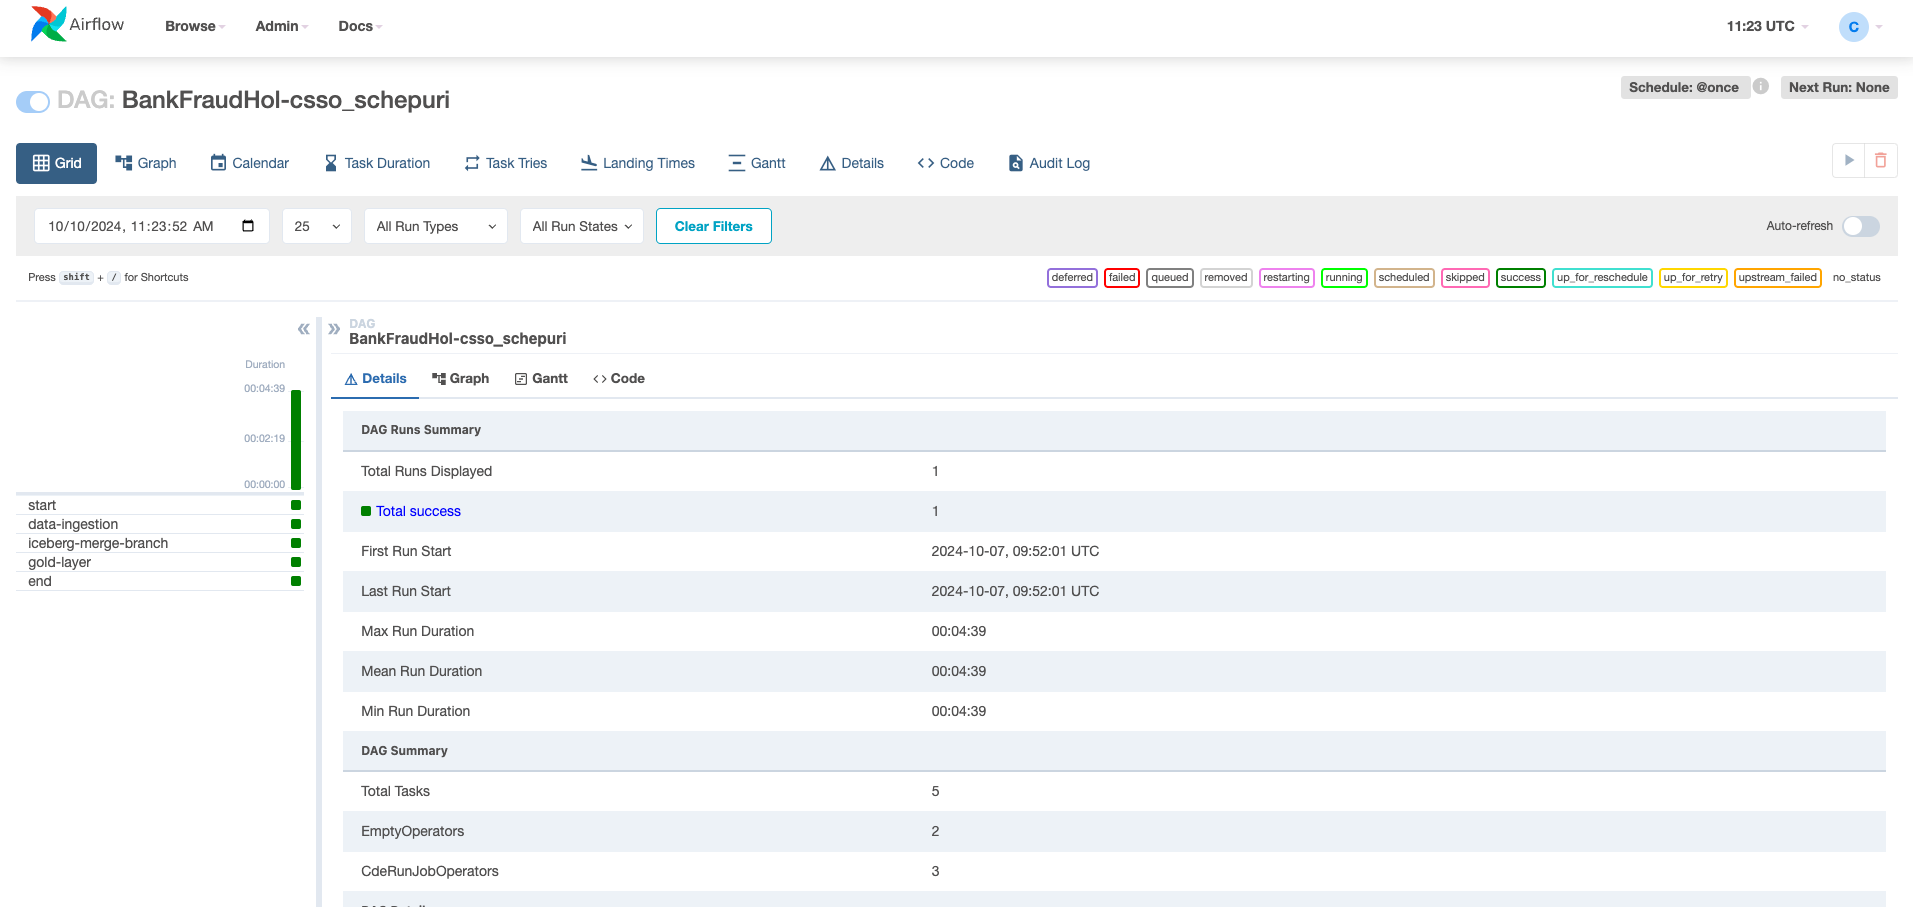 Airflow Browse Admin Docs 11:23 UTC C
Schedule: @once Next Run: None
DAG: BankFraudHol-csso_schepuri
Grid Graph Calendar Task Duration Task Tries Landing Times Gantt Details Code Audit Log
10/10/2024, 11:23:52 AM 25 All Run Types All Run States Clear Filters Auto-refresh
Press shift + / for Shortcuts deferred failed queued removed restarting running scheduled skipped success up_for_reschedule up_for_retry upstream_failed no_status
DAG
BankFraudHol-csso_schepuri
Duration
00:04:39
00:02:19
00:00:00
start
data-ingestion
iceberg-merge-branch
gold-layer
end
Details Graph Gantt Code
DAG Runs Summary
Total Runs Displayed 1
Total success 1
First Run Start 2024-10-07, 09:52:01 UTC
Last Run Start 2024-10-07, 09:52:01 UTC
Max Run Duration 00:04:39
Mean Run Duration 00:04:39
Min Run Duration 00:04:39
DAG Summary
Total Tasks 5
EmptyOperators 2
CdeRunJobOperators 3